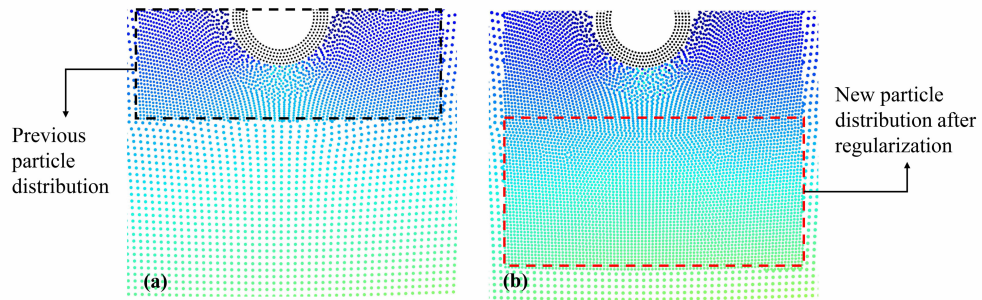 Previous
particle
distribution
(a)
(b)
New particle
distribution after
regularization